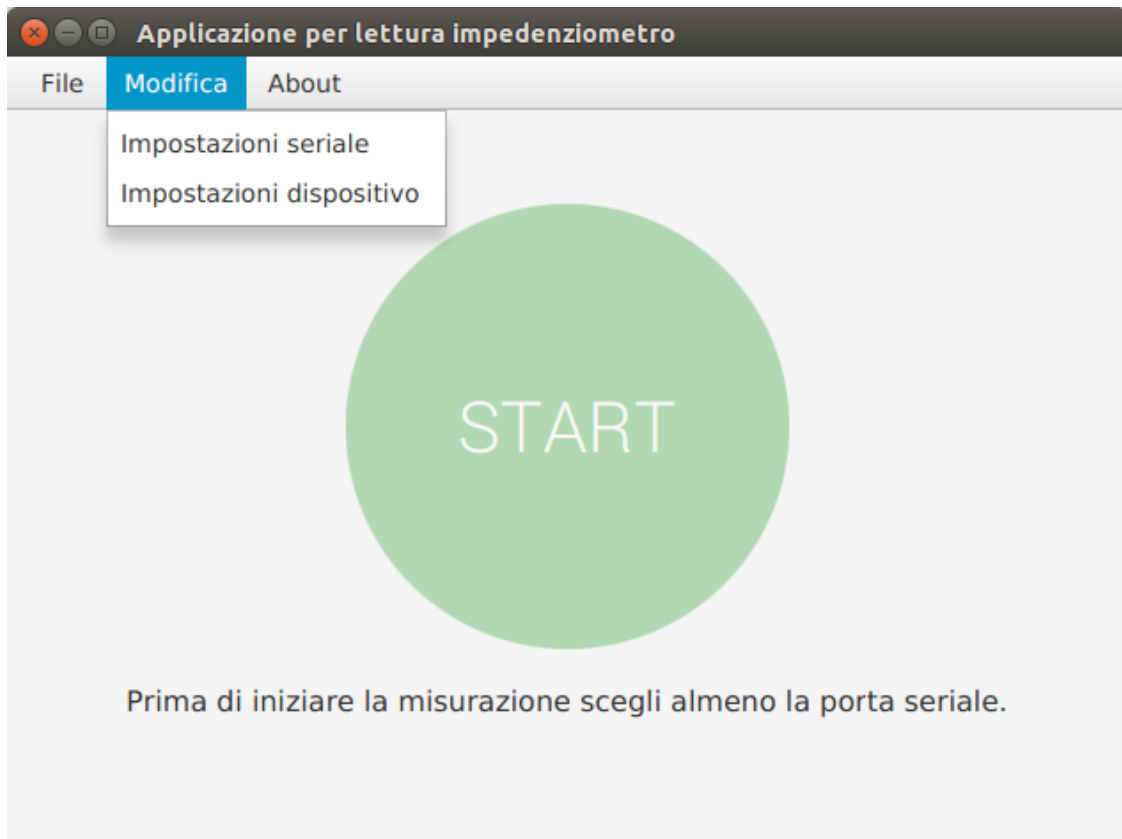 Applicazione per lettura impedenziometro
File Modifica About
Impostazioni seriale
Impostazioni dispositivo
START
Prima di iniziare la misurazione scegli almeno la porta seriale.